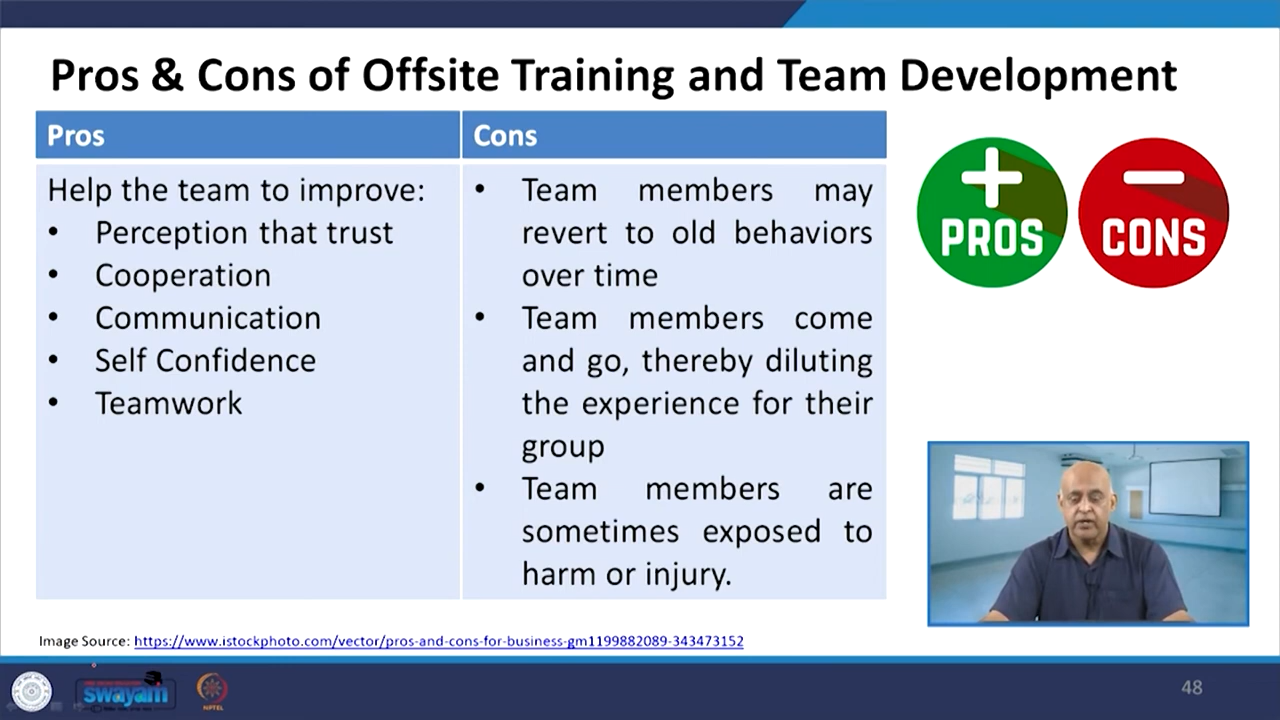 Pros & Cons of Offsite Training and Team Development
Pros
Cons
Help the team to improve:
• Perception that trust
• Cooperation
• Communication
• Self Confidence
• Teamwork
• Team members may
revert to old behaviors
over time
• Team members come
and go, thereby diluting
the experience for their
group
• Team members are
sometimes exposed to
harm or injury.
PROS
CONS
Image Source: https://www.istockphoto.com/vector/pros-and-cons-for-business-gm1199882089-343473152
swayam
NPTEL
48